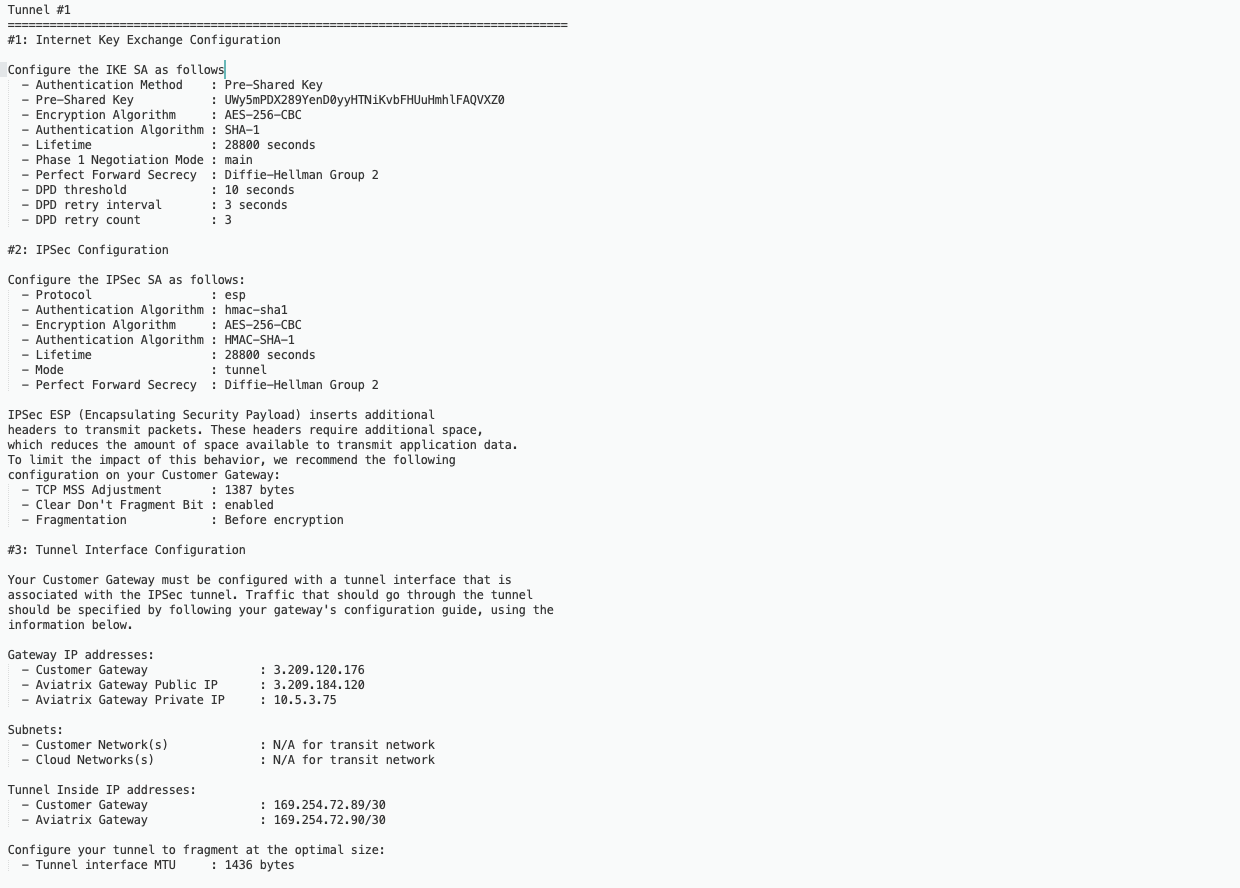 Tunnel #1
================================================================================
#1: Internet Key Exchange Configuration

Configure the IKE SA as follows
  - Authentication Method    : Pre-Shared Key
  - Pre-Shared Key           : UWy5mPDX289YenD0yyHTNiKvbFHUuHmhlFAQVXZ0
  - Encryption Algorithm     : AES-256-CBC
  - Authentication Algorithm : SHA-1
  - Lifetime                 : 28800 seconds
  - Phase 1 Negotiation Mode : main
  - Perfect Forward Secrecy  : Diffie-Hellman Group 2
  - DPD threshold            : 10 seconds
  - DPD retry interval       : 3 seconds
  - DPD retry count          : 3

#2: IPSec Configuration

Configure the IPSec SA as follows:
  - Protocol                 : esp
  - Authentication Algorithm : hmac-sha1
  - Encryption Algorithm     : AES-256-CBC
  - Authentication Algorithm : HMAC-SHA-1
  - Lifetime                 : 28800 seconds
  - Mode                     : tunnel
  - Perfect Forward Secrecy  : Diffie-Hellman Group 2

IPSec ESP (Encapsulating Security Payload) inserts additional
headers to transmit packets. These headers require additional space,
which reduces the amount of space available to transmit application data.
To limit the impact of this behavior, we recommend the following
configuration on your Customer Gateway:
  - TCP MSS Adjustment       : 1387 bytes
  - Clear Don't Fragment Bit : enabled
  - Fragmentation            : Before encryption

#3: Tunnel Interface Configuration

Your Customer Gateway must be configured with a tunnel interface that is
associated with the IPSec tunnel. Traffic that should go through the tunnel
should be specified by following your gateway's configuration guide, using the
information below.

Gateway IP addresses:
  - Customer Gateway                : 3.209.120.176
  - Aviatrix Gateway Public IP      : 3.209.184.120
  - Aviatrix Gateway Private IP     : 10.5.3.75

Subnets:
  - Customer Network(s)             : N/A for transit network
  - Cloud Networks(s)               : N/A for transit network

Tunnel Inside IP addresses:
  - Customer Gateway                : 169.254.72.89/30
  - Aviatrix Gateway                : 169.254.72.90/30

Configure your tunnel to fragment at the optimal size:
  - Tunnel interface MTU     : 1436 bytes